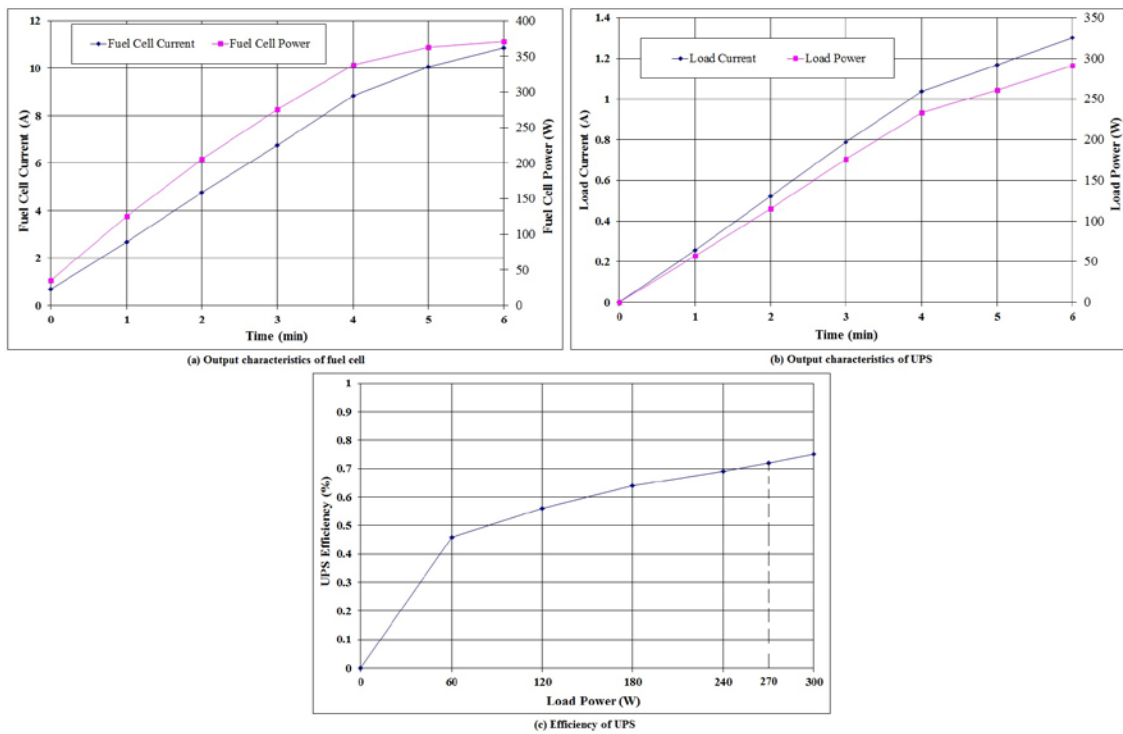 12
10
8
6
4
2
0
Fuel Cell Current (A)
Fuel Cell Current
Fuel Cell Power
400
350
300
250
200
150
100
50
0
Fuel Cell Power (W)
0 1 2 3 4 5 6
Time (min)
(a) Output characteristics of fuel cell
1.4
1.2
1
0.8
0.6
0.4
0.2
0
Load Current (A)
Load Current
Load Power
350
300
250
200
150
100
50
0
Load Power (W)
0 1 2 3 4 5 6
Time (min)
(b) Output characteristics of UPS
1
0.9
0.8
0.7
0.6
0.5
0.4
0.3
0.2
0.1
0
UPS Efficiency (%)
0 60 120 180 240 270 300
Load Power (W)
(c) Efficiency of UPS